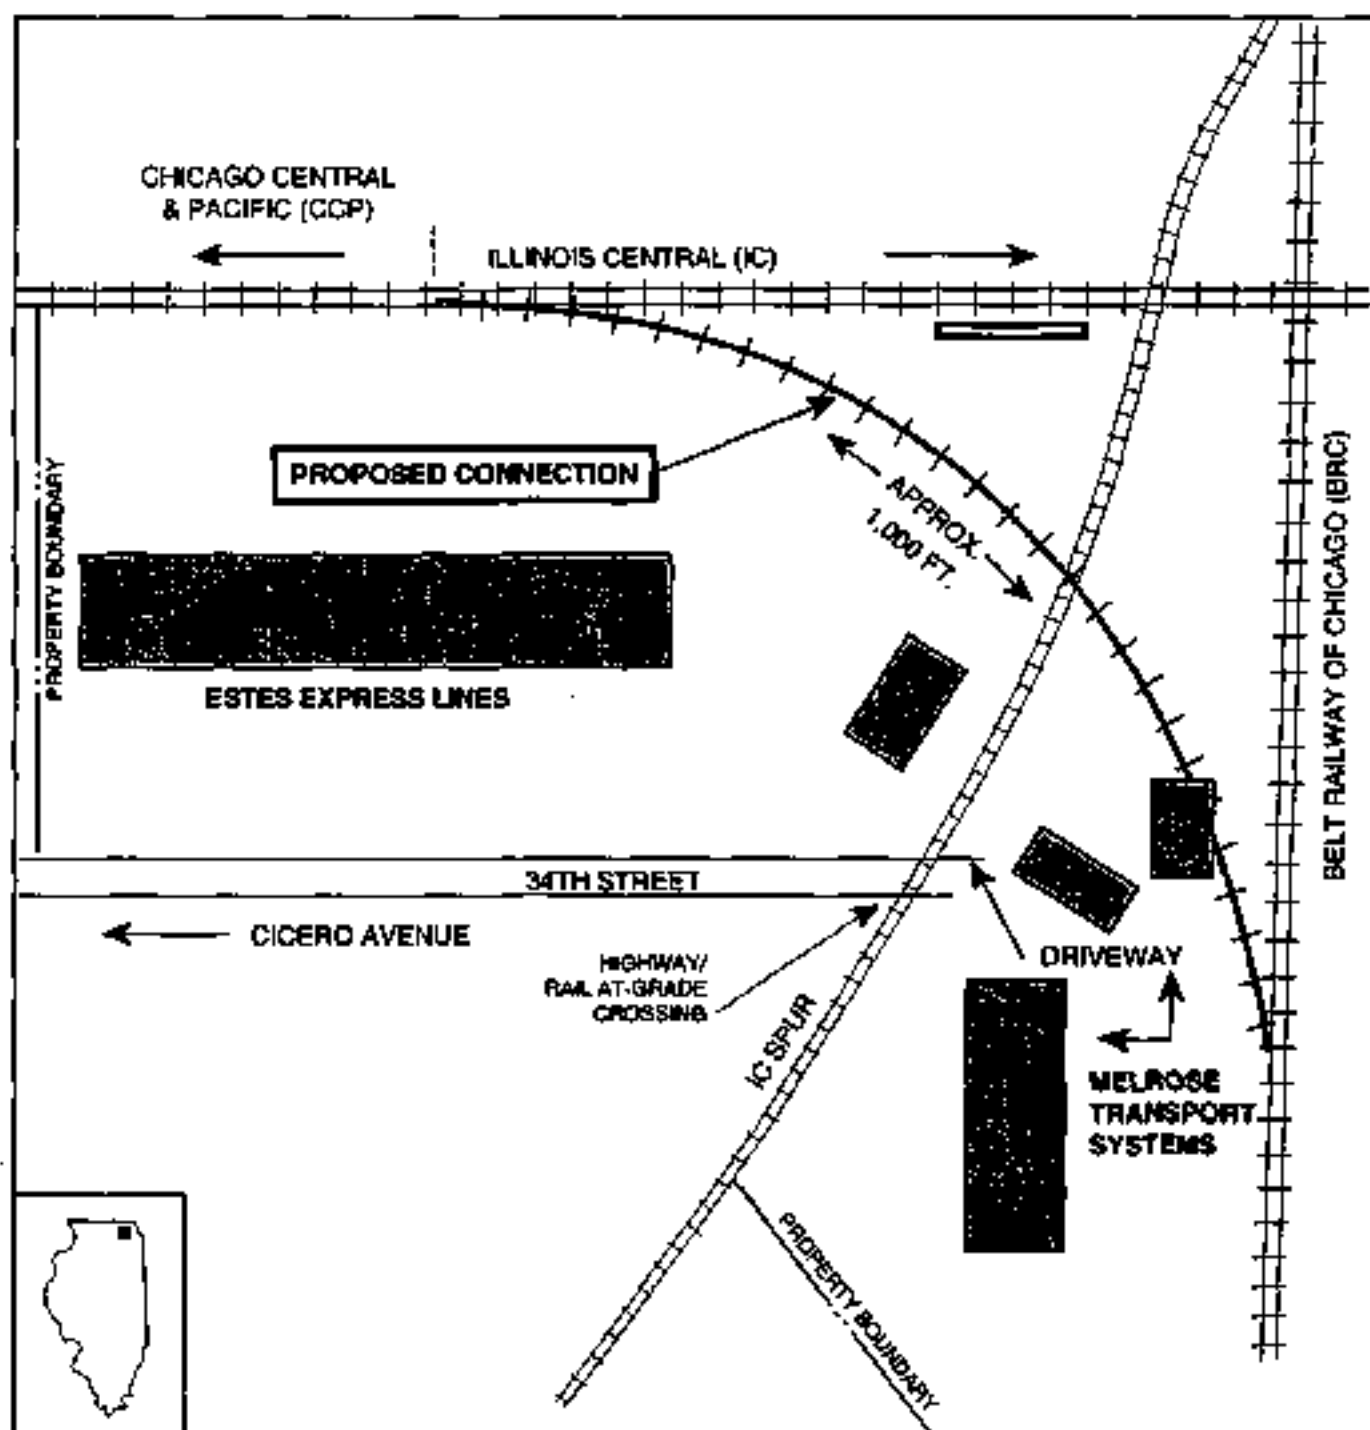 CHICAGO CENTRAL
& PACIFIC (CCP)
ILLINOIS CENTRAL (IC)
PROPOSED CONNECTION
APPROX.
1,000 FT.
PROPERTY BOUNDARY
BELT RAILWAY OF CHICAGO (BRC)
ESTES EXPRESS LINES
34TH STREET
CICERO AVENUE
HIGHWAY/
RAIL AT-GRADE
CROSSING
DRIVEWAY
IC SPUR
MELROSE
TRANSPORT
SYSTEMS
PROPERTY BOUNDARY